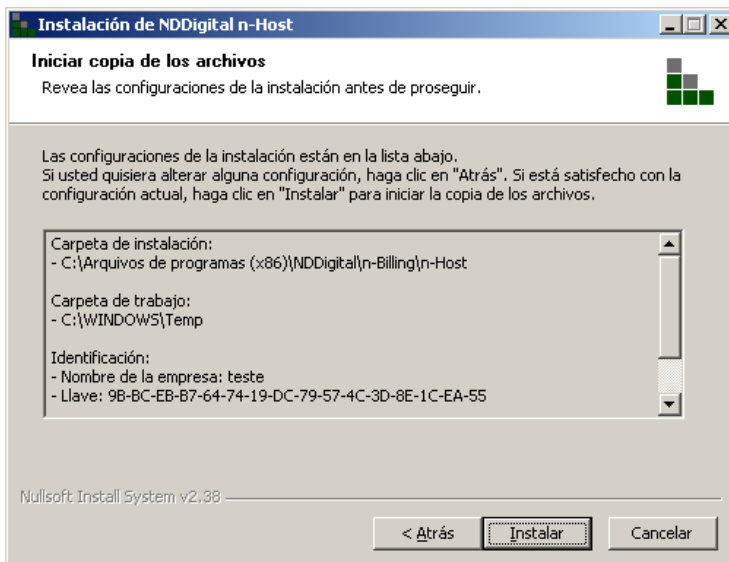 Instalación de NDDigital n-Host
Iniciar copia de los archivos
Revea las configuraciones de la instalación antes de proseguir.
Las configuraciones de la instalación están en la lista abajo.
Si usted quisiera alterar alguna configuración, haga clic en "Atrás". Si está satisfecho con la
configuración actual, haga clic en "Instalar" para iniciar la copia de los archivos.
Carpeta de instalación:
- C:\Arquivos de programas (x86)\NDDigital\n-Billing\n-Host
Carpeta de trabajo:
- C:\WINDOWS\Temp
Identificación:
- Nombre de la empresa: teste
- Llave: 9B-BC-EB-B7-64-74-19-DC-79-57-4C-3D-8E-1C-EA-55
Nullsoft Install System v2.38
< Atrás
Instalar
Cancelar